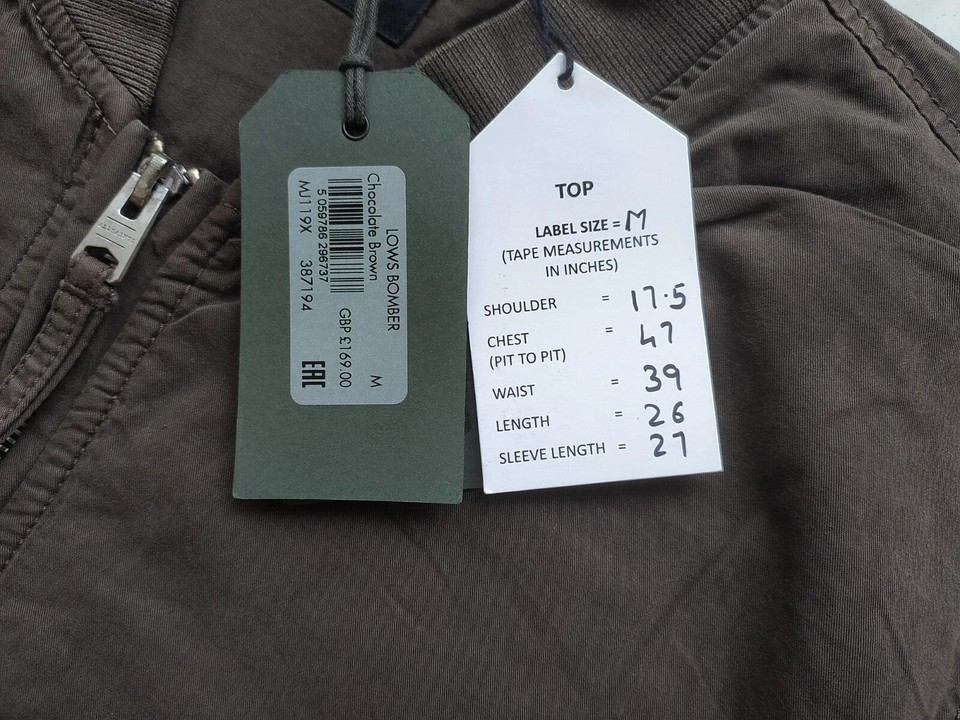 LOWS BOMBER
Chocolate Brown M
5 059786 296737
GBP £169.00
MJ119X 387194
EAC
TOP
LABEL SIZE = M
(TAPE MEASUREMENTS
IN INCHES)
SHOULDER = 17.5
CHEST = 47
(PIT TO PIT)
WAIST = 39
LENGTH = 26
SLEEVE LENGTH = 27